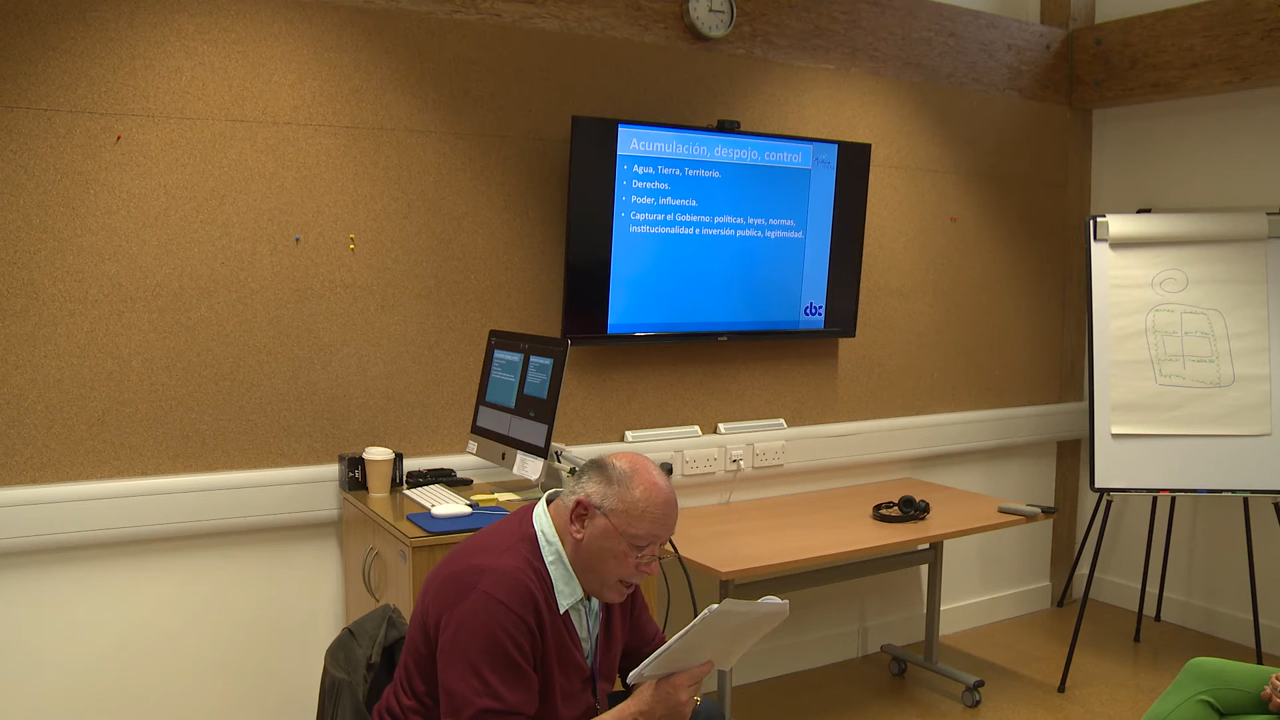 Acumulación, despojo, control
• Agua, Tierra, Territorio.
• Derechos.
• Poder, influencia.
• Capturar el Gobierno: políticas, leyes, normas,
institucionalidad e inversión publica, legitimidad.
cbc